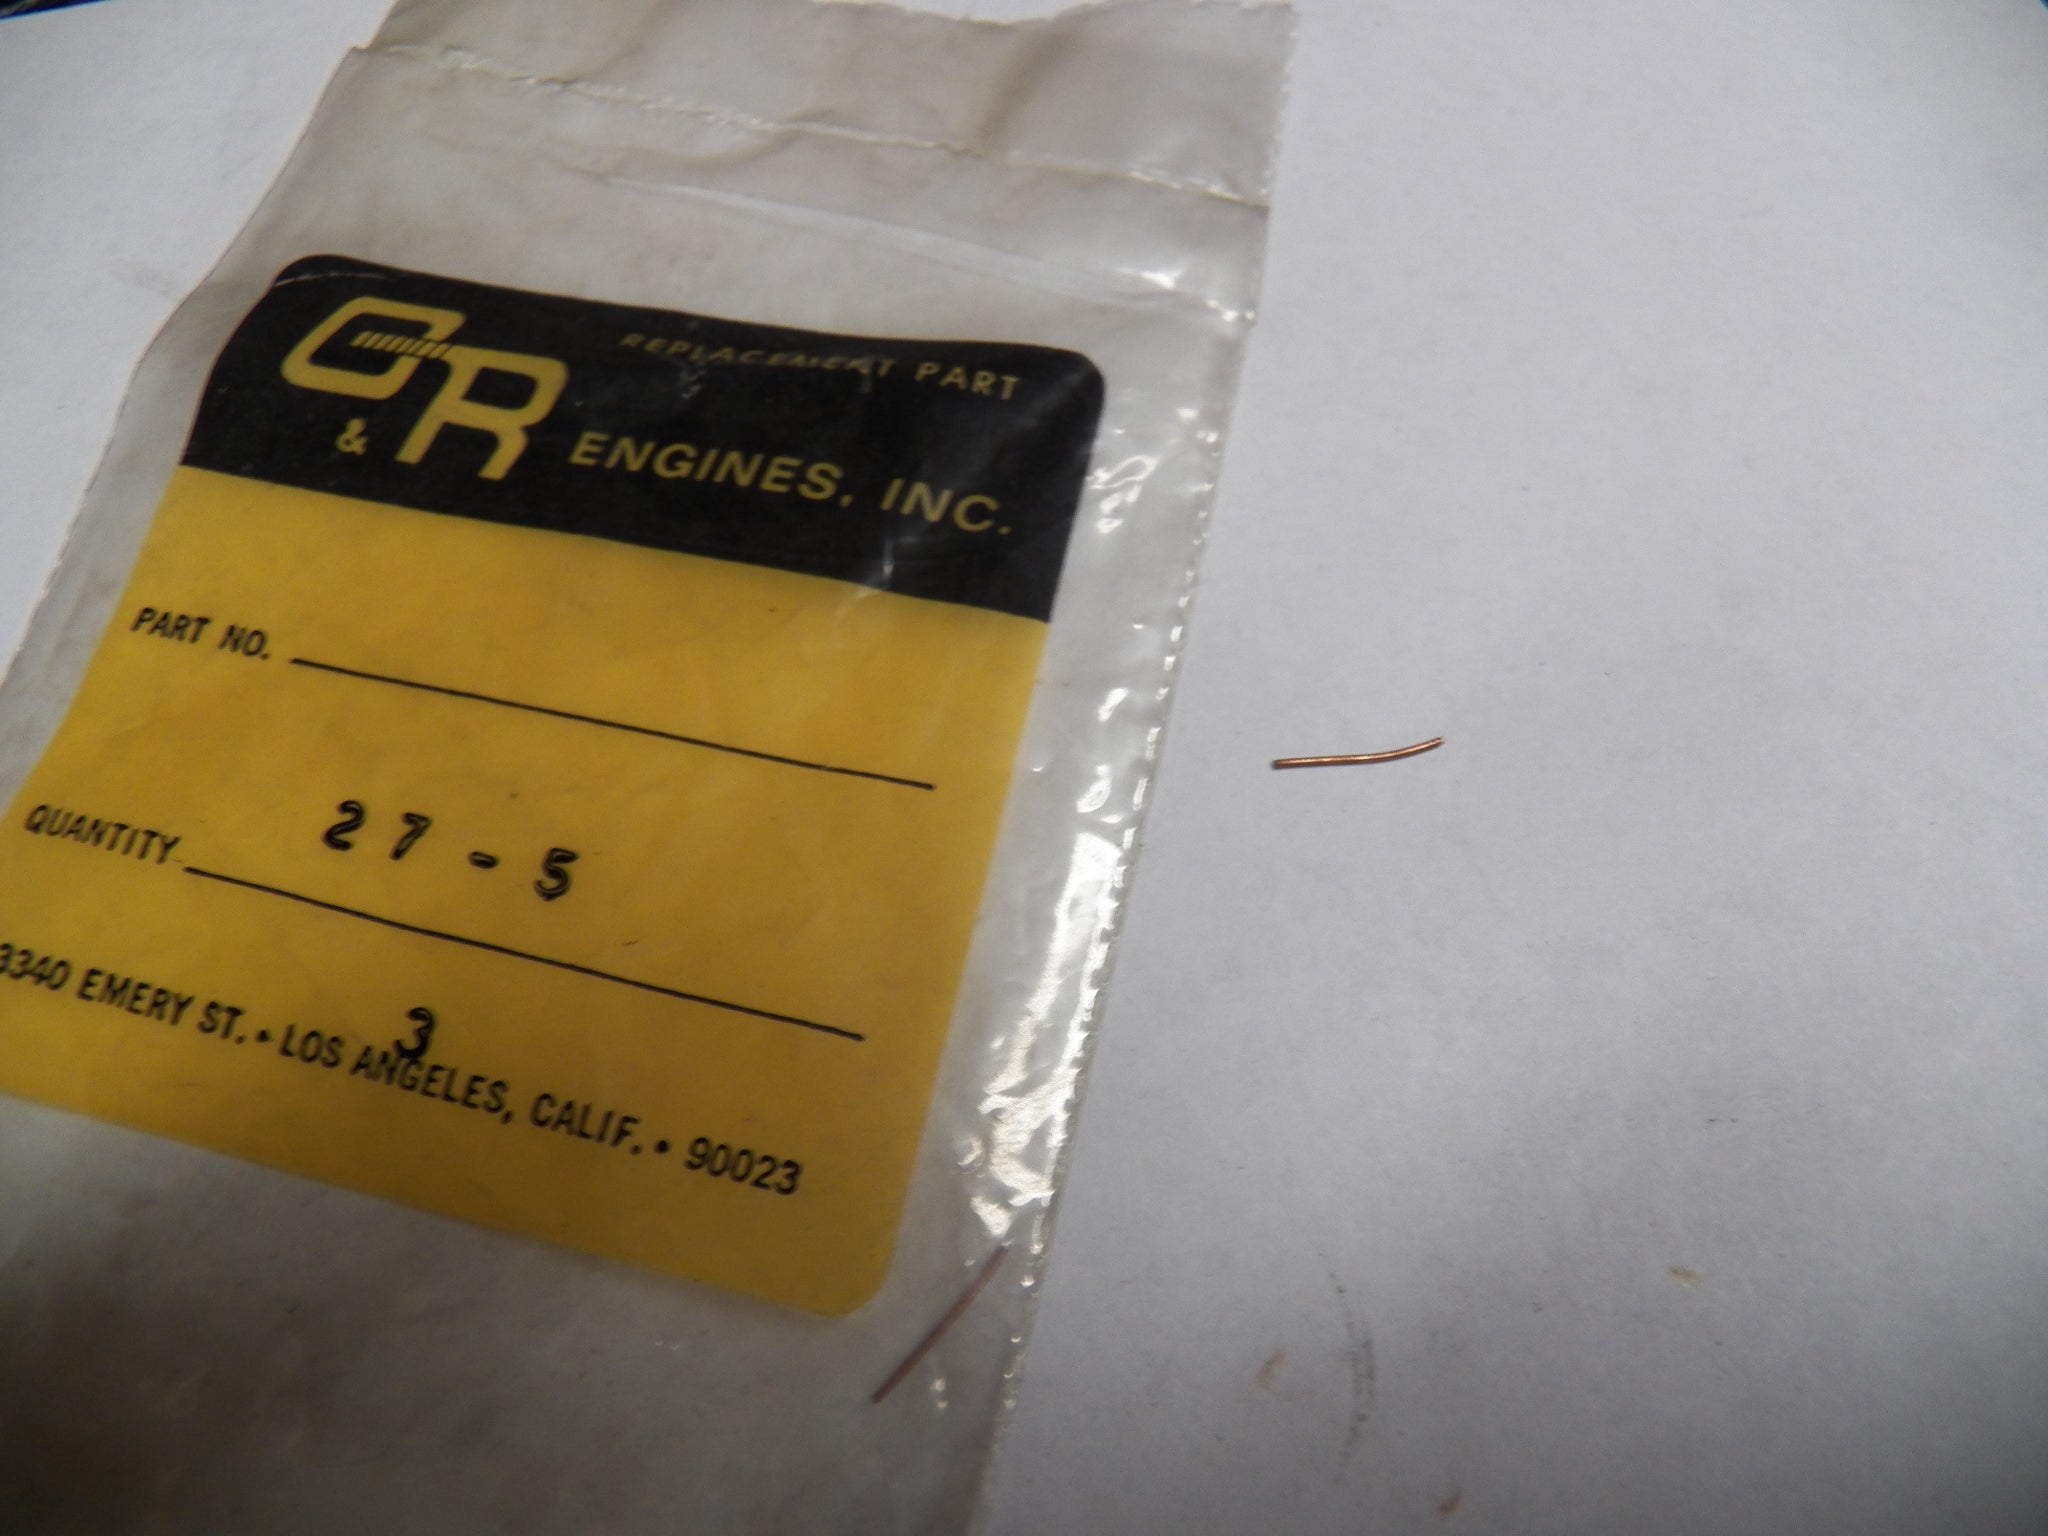 REPLACEMENT PART
O & R ENGINES, INC.
PART NO.
27-5
QUANTITY
3
3340 EMERY ST. • LOS ANGELES, CALIF. • 90023